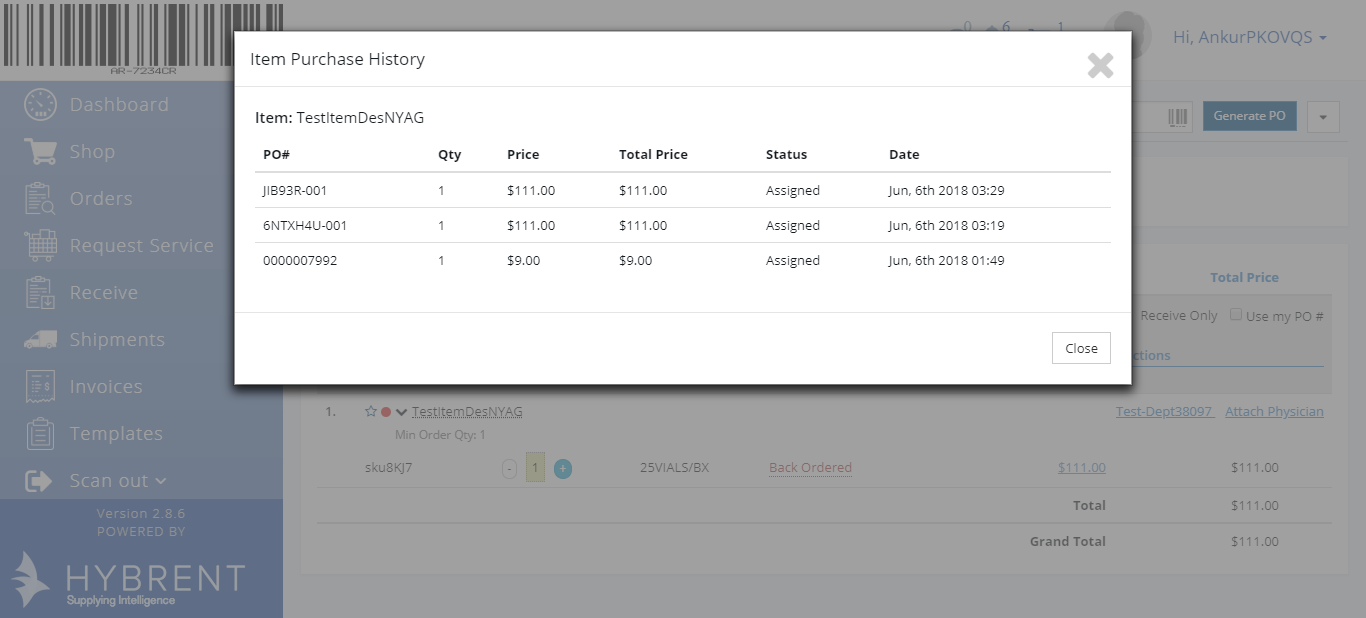 AR-7234CR
0 6 1
Hi, AnkurPKOVQS
Dashboard
Shop
Orders
Request Service
Receive
Shipments
Invoices
Templates
Scan out
Version 2.8.6
POWERED BY
HYBRENT
Supplying Intelligence
Item Purchase History
Item: TestItemDesNYAG
PO# Qty Price Total Price Status Date
JIB93R-001 1 $111.00 $111.00 Assigned Jun, 6th 2018 03:29
6NTXH4U-001 1 $111.00 $111.00 Assigned Jun, 6th 2018 03:19
0000007992 1 $9.00 $9.00 Assigned Jun, 6th 2018 01:49
Close
Generate PO
Total Price
Receive Only Use my PO #
ctions
1. TestItemDesNYAG Test-Dept38097 Attach Physician
Min Order Qty: 1
sku8KJ7 - 1 + 25VIALS/BX Back Ordered $111.00 $111.00
Total $111.00
Grand Total $111.00